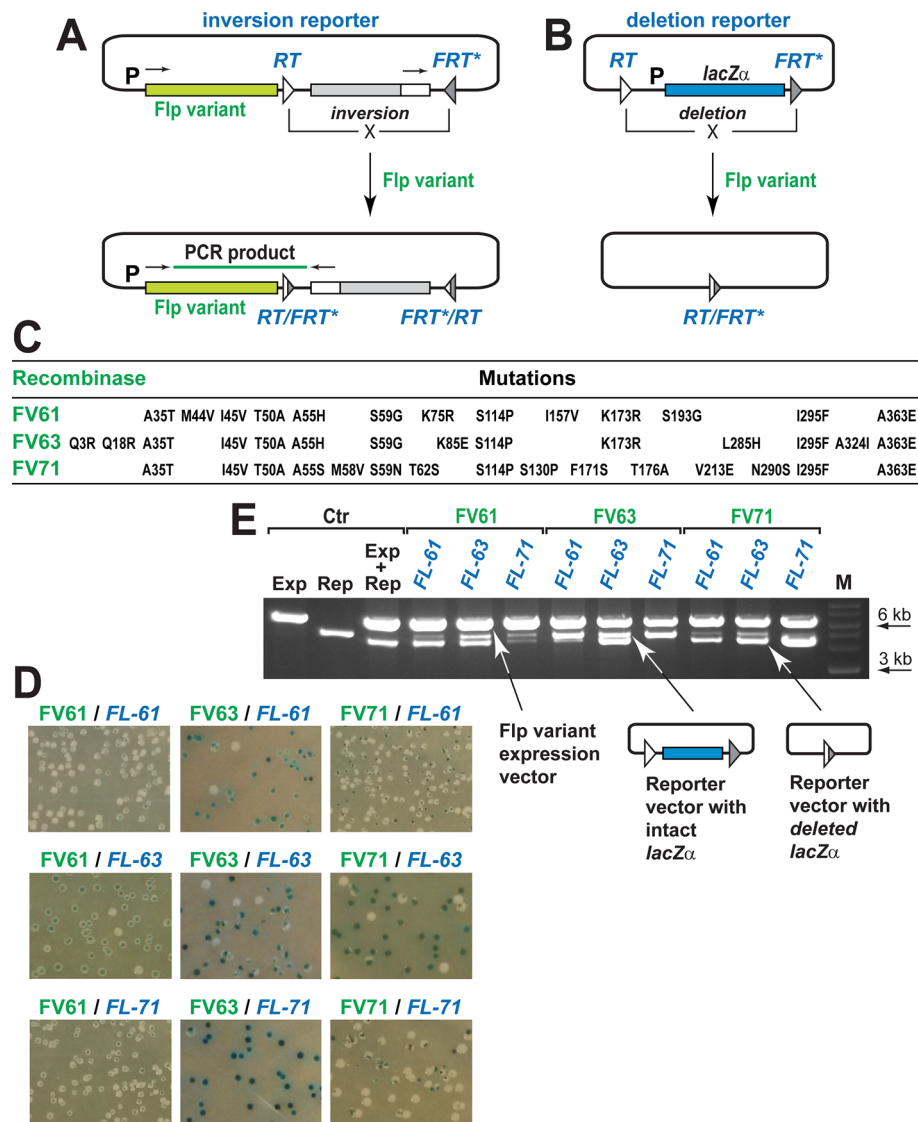 A
inversion reporter
RT
FRT*
P
Flp variant
inversion
X
Flp variant
PCR product
P
Flp variant
RT/FRT*
FRT*/RT
B
deletion reporter
RT
P
lacZα
FRT*
deletion
X
Flp variant
RT/FRT*
C
Recombinase Mutations
FV61 A35T M44V I45V T50A A55H S59G K75R S114P I157V K173R S193G I295F A363E
FV63 Q3R Q18R A35T I45V T50A A55H S59G K85E S114P K173R L285H I295F A324I A363E
FV71 A35T I45V T50A A55S M58V S59N T62S S114P S130P F171S T176A V213E N290S I295F A363E
E
Ctr FV61 FV63 FV71
Exp Rep Exp + Rep FL-61 FL-63 FL-71 FL-61 FL-63 FL-71 FL-61 FL-63 FL-71 M
6 kb
3 kb
Flp variant
expression
vector
Reporter
vector with
intact
lacZα
Reporter
vector with
deleted
lacZα
D
FV61 / FL-61 FV63 / FL-61 FV71 / FL-61
FV61 / FL-63 FV63 / FL-63 FV71 / FL-63
FV61 / FL-71 FV63 / FL-71 FV71 / FL-71